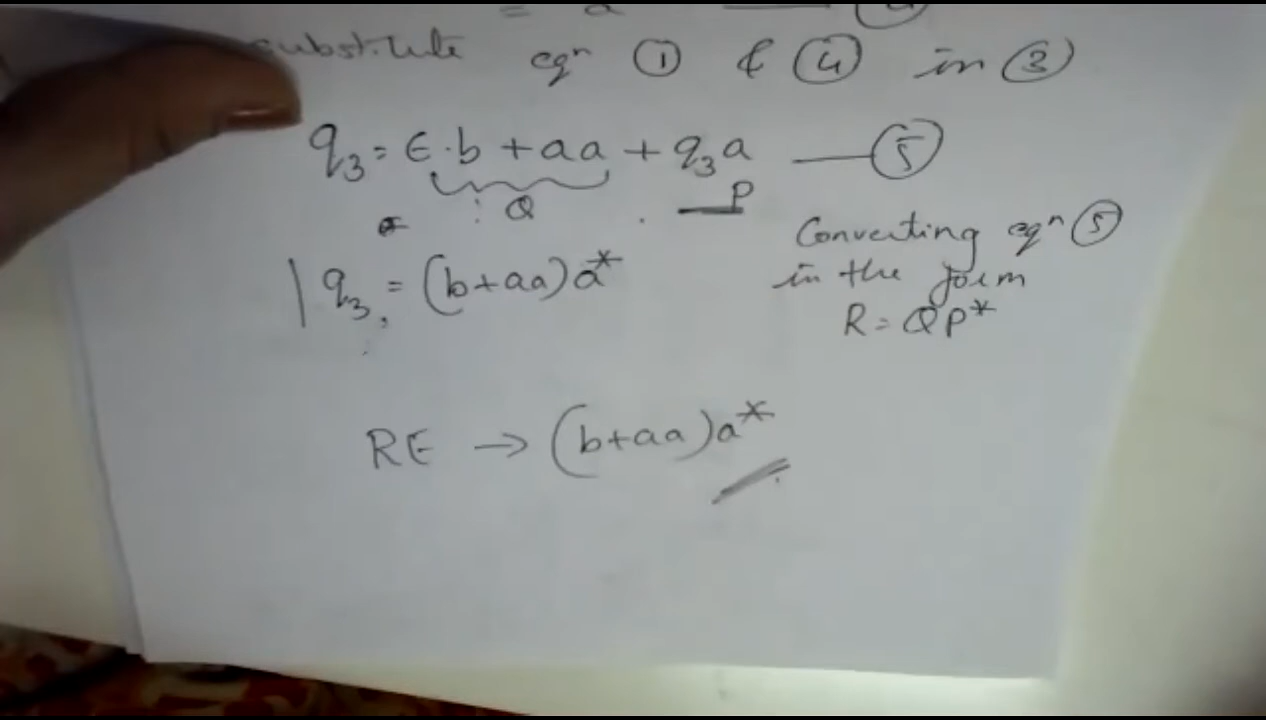 = a — ④
substitute eqⁿ ① & ④ in ③
q₃ = ϵ·b + aa + q₃a — ⑤
Q P
q₃ = (b+aa)a*
Converting eqⁿ ⑤
in the form
R = QP*
RE → (b+aa)a*